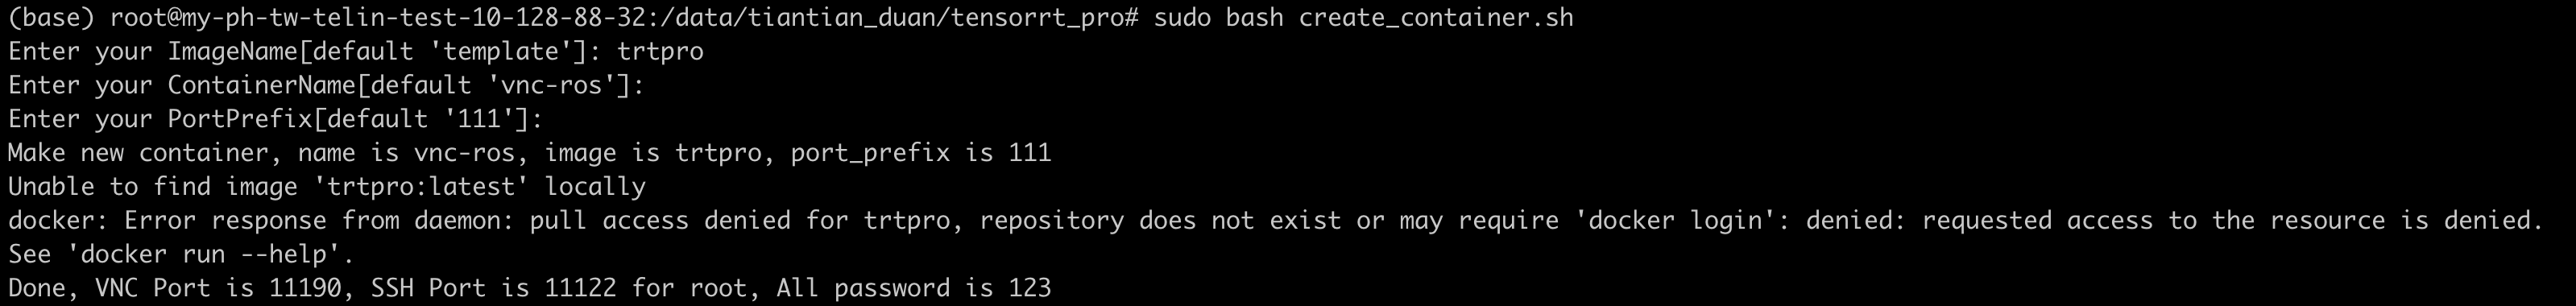 (base) root@my-ph-tw-telin-test-10-128-88-32:/data/tiantian_duan/tensorrt_pro# sudo bash create_container.sh
Enter your ImageName[default 'template']: trtpro
Enter your ContainerName[default 'vnc-ros']:
Enter your PortPrefix[default '111']:
Make new container, name is vnc-ros, image is trtpro, port_prefix is 111
Unable to find image 'trtpro:latest' locally
docker: Error response from daemon: pull access denied for trtpro, repository does not exist or may require 'docker login': denied: requested access to the resource is denied.
See 'docker run --help'.
Done, VNC Port is 11190, SSH Port is 11122 for root, All password is 123